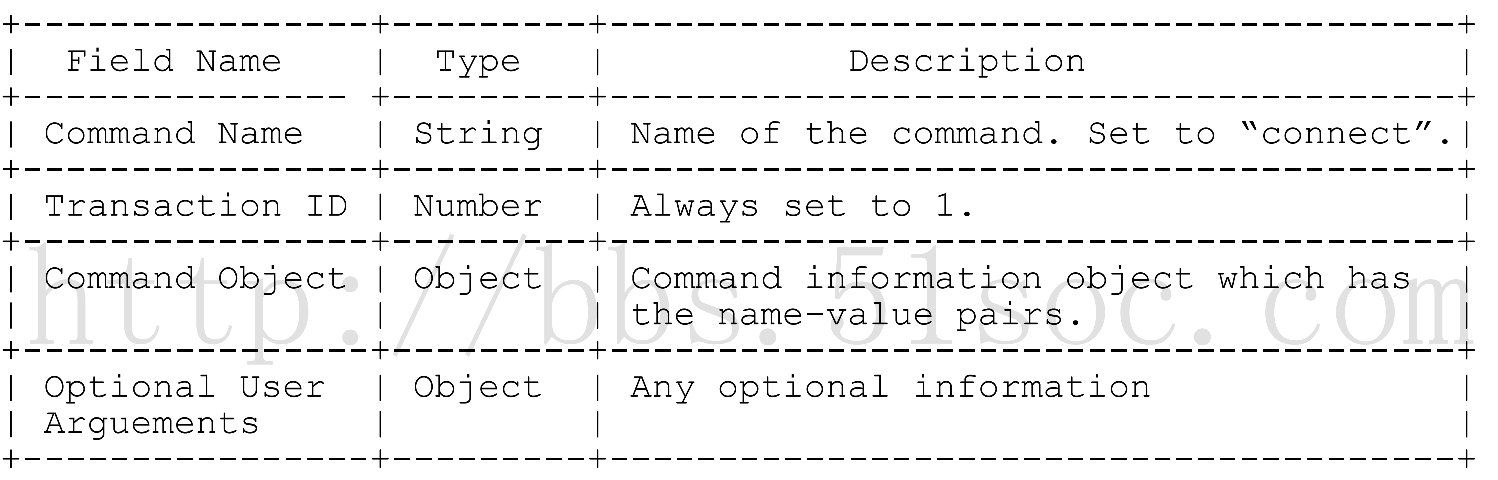 +----------------+---------+---------------------------------------+
| Field Name | Type | Description |
+--------------- +---------+---------------------------------------+
| Command Name | String | Name of the command. Set to “connect”.|
+----------------+---------+---------------------------------------+
| Transaction ID | Number | Always set to 1. |
+----------------+---------+---------------------------------------+
| Command Object | Object | Command information object which has |
| | | the name-value pairs. |
+----------------+---------+---------------------------------------+
| Optional User | Object | Any optional information |
| Arguements | | |
+----------------+---------+---------------------------------------+
http://bbs.51soc.com